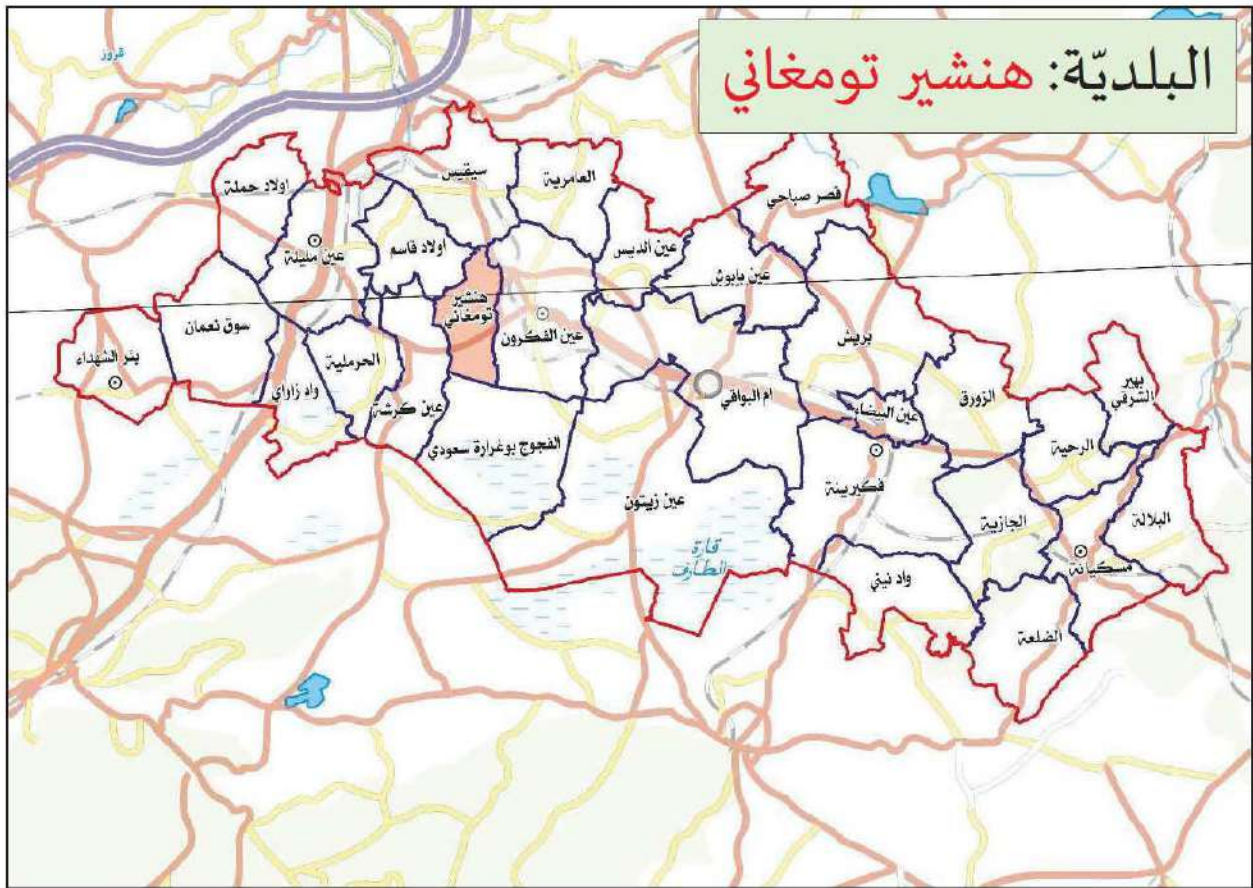 البلديّة: هنشير تومغاني
قروز
سيقيس
العامرية
قصر صباحي
اولاد حملة
عين مليلة
اولاد قاسم
عين الديس
عين ببوش
هنشير
تومغاني
سوق نعمان
عين الفكرون
بريش
بئر الشهداء
الحرملية
واد زاواي
عين كرشة
ام البواقي
عين البيضاء
الزورق
بهير
الشرقي
الرحية
الفجوج بوغرارة سعودي
عين زيتون
فكيرينة
الجازية
البلالة
قارة
الطارف
واد نيني
مسكيانة
الضلعة